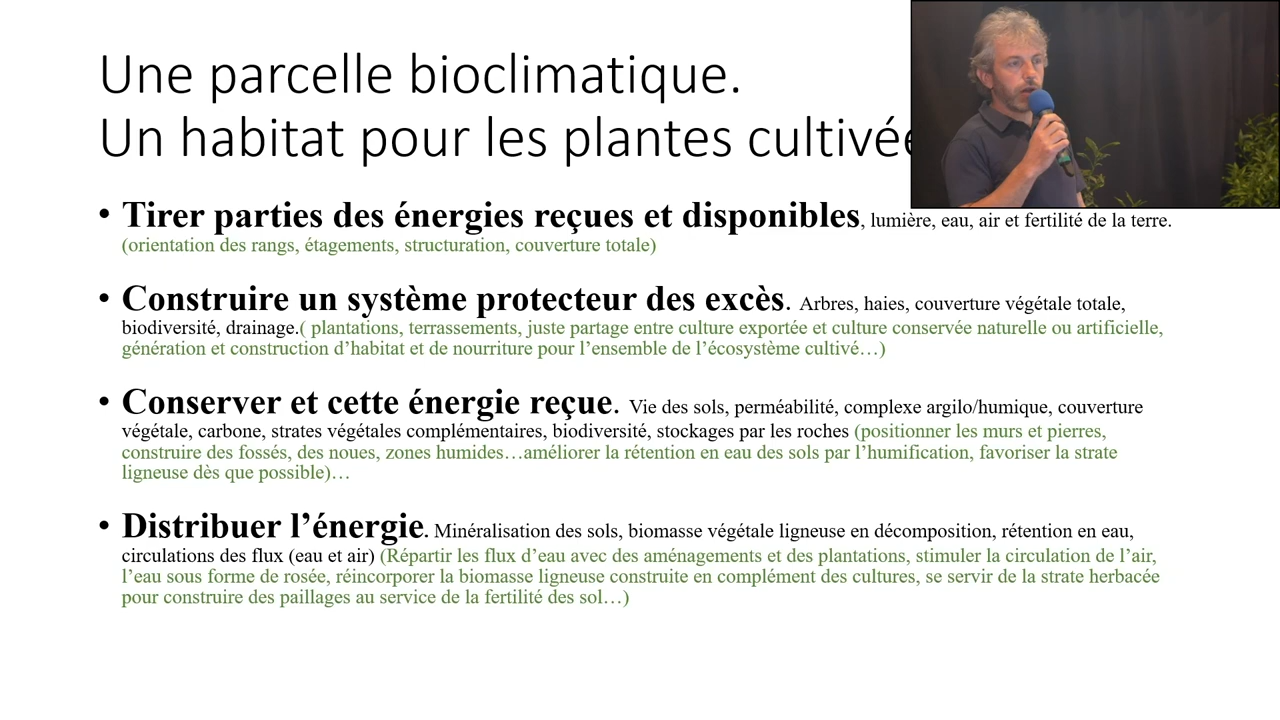 Une parcelle bioclimatique.
Un habitat pour les plantes
• Tirer parties des énergies reçues et disponibles, lumière, eau, air et fertilité de la terre.
(orientation des rangs, étagements, structuration, couverture totale)
• Construire un système protecteur des excès. Arbres, haies, couverture végétale totale,
biodiversité, drainage.( plantations, terrassements, juste partage entre culture exportée et culture conservée naturelle ou artificielle,
génération et construction d’habitat et de nourriture pour l’ensemble de l’écosystème cultivé…)
• Conserver et cette énergie reçue. Vie des sols, perméabilité, complexe argilo/humique, couverture
végétale, carbone, strates végétales complémentaires, biodiversité, stockages par les roches (positionner les murs et pierres,
construire des fossés, des noues, zones humides…améliorer la rétention en eau des sols par l’humification, favoriser la strate
ligneuse dès que possible)…
• Distribuer l’énergie. Minéralisation des sols, biomasse végétale ligneuse en décomposition, rétention en eau,
circulations des flux (eau et air) (Répartir les flux d’eau avec des aménagements et des plantations, stimuler la circulation de l’air,
l’eau sous forme de rosée, réincorporer la biomasse ligneuse construite en complément des cultures, se servir de la strate herbacée
pour construire des paillages au service de la fertilité des sol…)